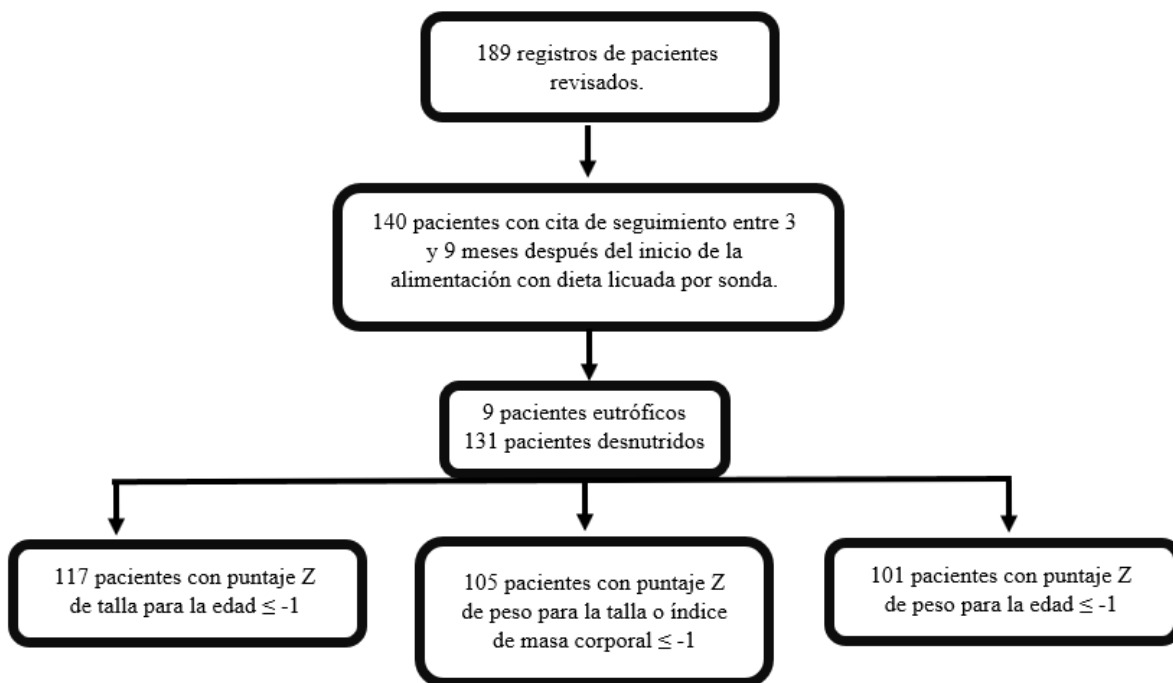 189 registros de pacientes
revisados.
140 pacientes con cita de seguimiento entre 3
y 9 meses después del inicio de la
alimentación con dieta licuada por sonda.
9 pacientes eutróficos
131 pacientes desnutridos
117 pacientes con puntaje Z
de talla para la edad ≤ -1
105 pacientes con puntaje Z
de peso para la talla o índice
de masa corporal ≤ -1
101 pacientes con puntaje Z
de peso para la edad ≤ -1